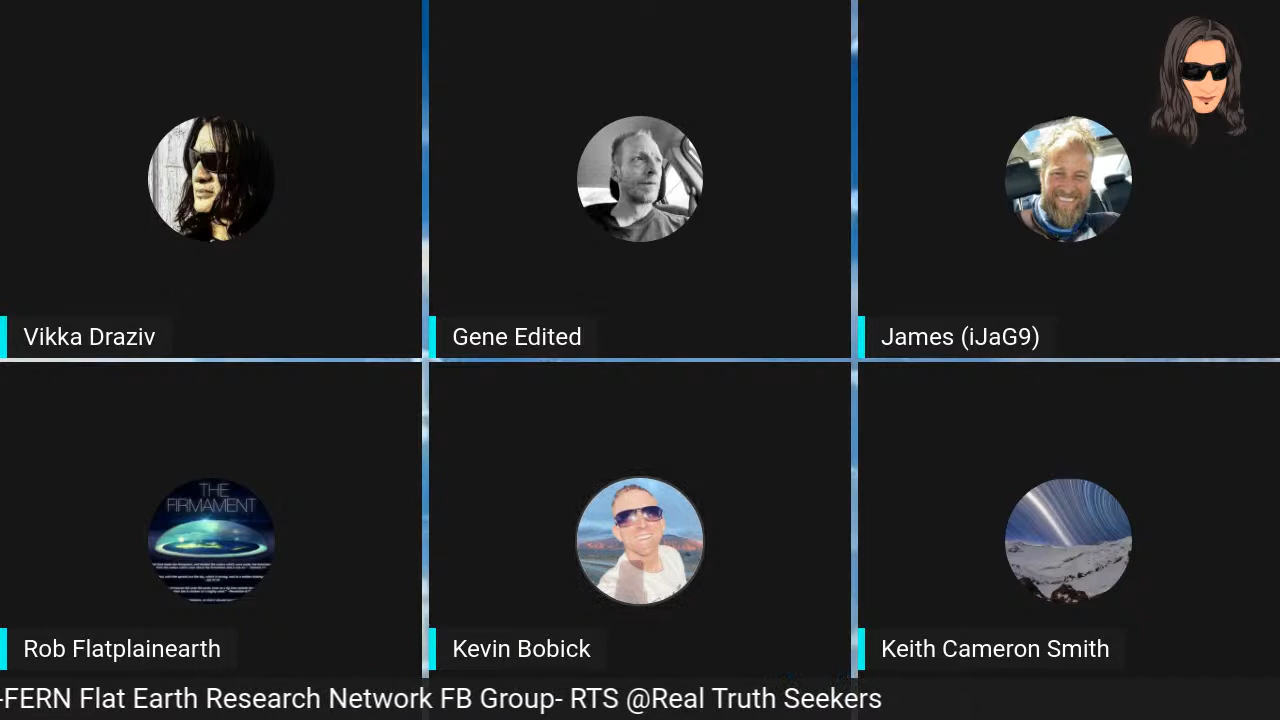 Vikka Draziv
Gene Edited
James (iJaG9)
THE
FIRMAMENT
Rob Flatplainearth
Kevin Bobick
Keith Cameron Smith
-FERN Flat Earth Research Network FB Group- RTS @Real Truth Seekers